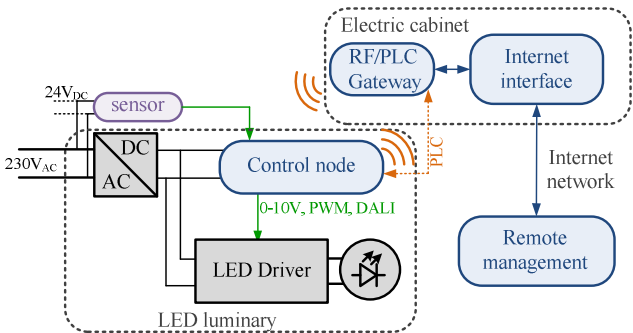 Electric cabinet
RF/PLC
Gateway
Internet
interface
24VDC
sensor
230VAC
DC
AC
Control node
PLC
Internet
network
0-10V, PWM, DALI
LED Driver
Remote
management
LED luminary